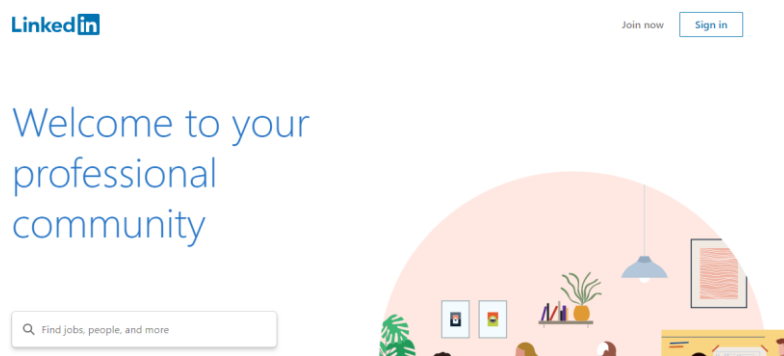 LinkedIn
Join now
Sign in
Welcome to your
professional
community
Find jobs, people, and more